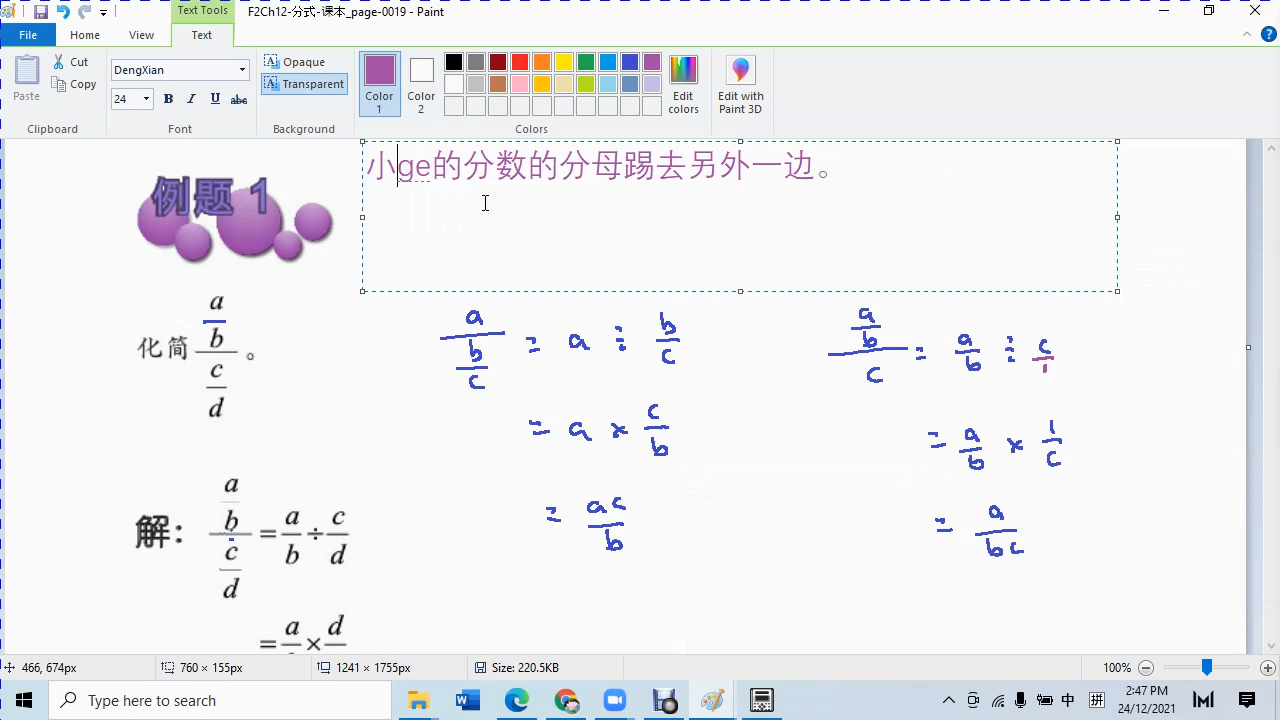 F2Ch12-分式-课本_page-0019 - Paint
Text Tools
File Home View Text
Paste
Cut
Copy
Clipboard
DengXian
24
B I U abc
Font
Opaque
Transparent
Background
Color 1
Color 2
Edit colors
Edit with Paint 3D
Colors
小ge的分数的分母踢去另外一边。
例题 1
化简 (a/b)/(c/d) 。
解: (a/b)/(c/d) = a/b ÷ c/d
= a/ × d/
a/(b/c) = a ÷ b/c
= a × c/b
= ac/b
(a/b)/c = a/b ÷ c/1
= a/b × 1/c
= a/bc
466, 674px
760 × 155px
1241 × 1755px
Size: 220.5KB
100%
Type here to search
中
拼
2:47 PM
24/12/2021